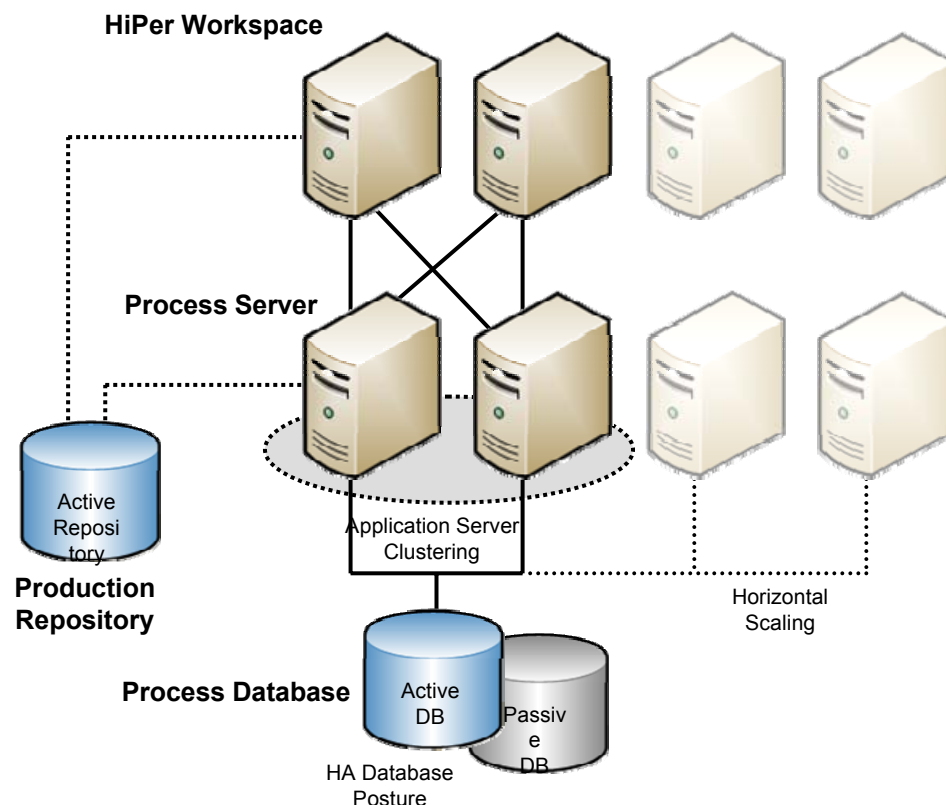 HiPer Workspace
Process Server
Active
Reposi
tory
Production
Repository
Application Server
Clustering
Horizontal
Scaling
Process Database
Active
DB
Passiv
e
DB
HA Database
Posture